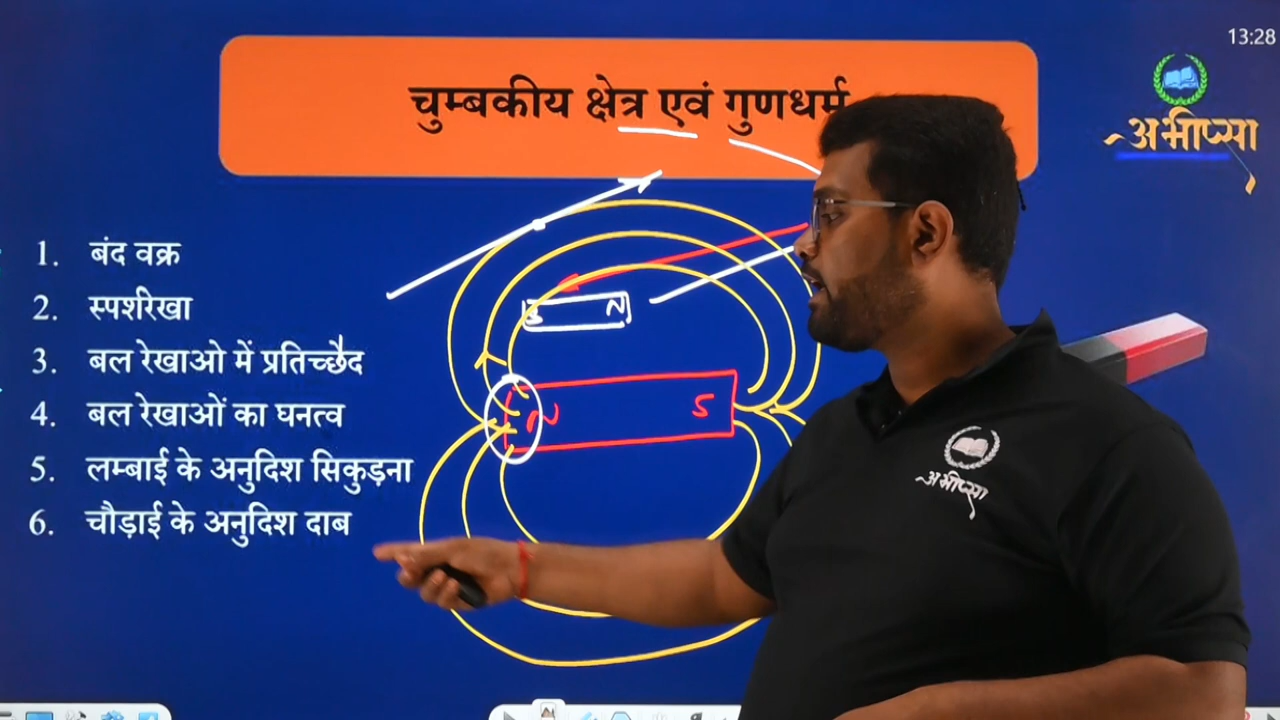 13:28
चुम्बकीय क्षेत्र एवं गुणधर्म
अभीप्सा
1. बंद वक्र
2. स्पर्शरेखा
3. बल रेखाओ में प्रतिच्छैद
4. बल रेखाओं का घनत्व
5. लम्बाई के अनुदिश सिकुड़ना
6. चौड़ाई के अनुदिश दाब
S N
N S
अभीप्सा